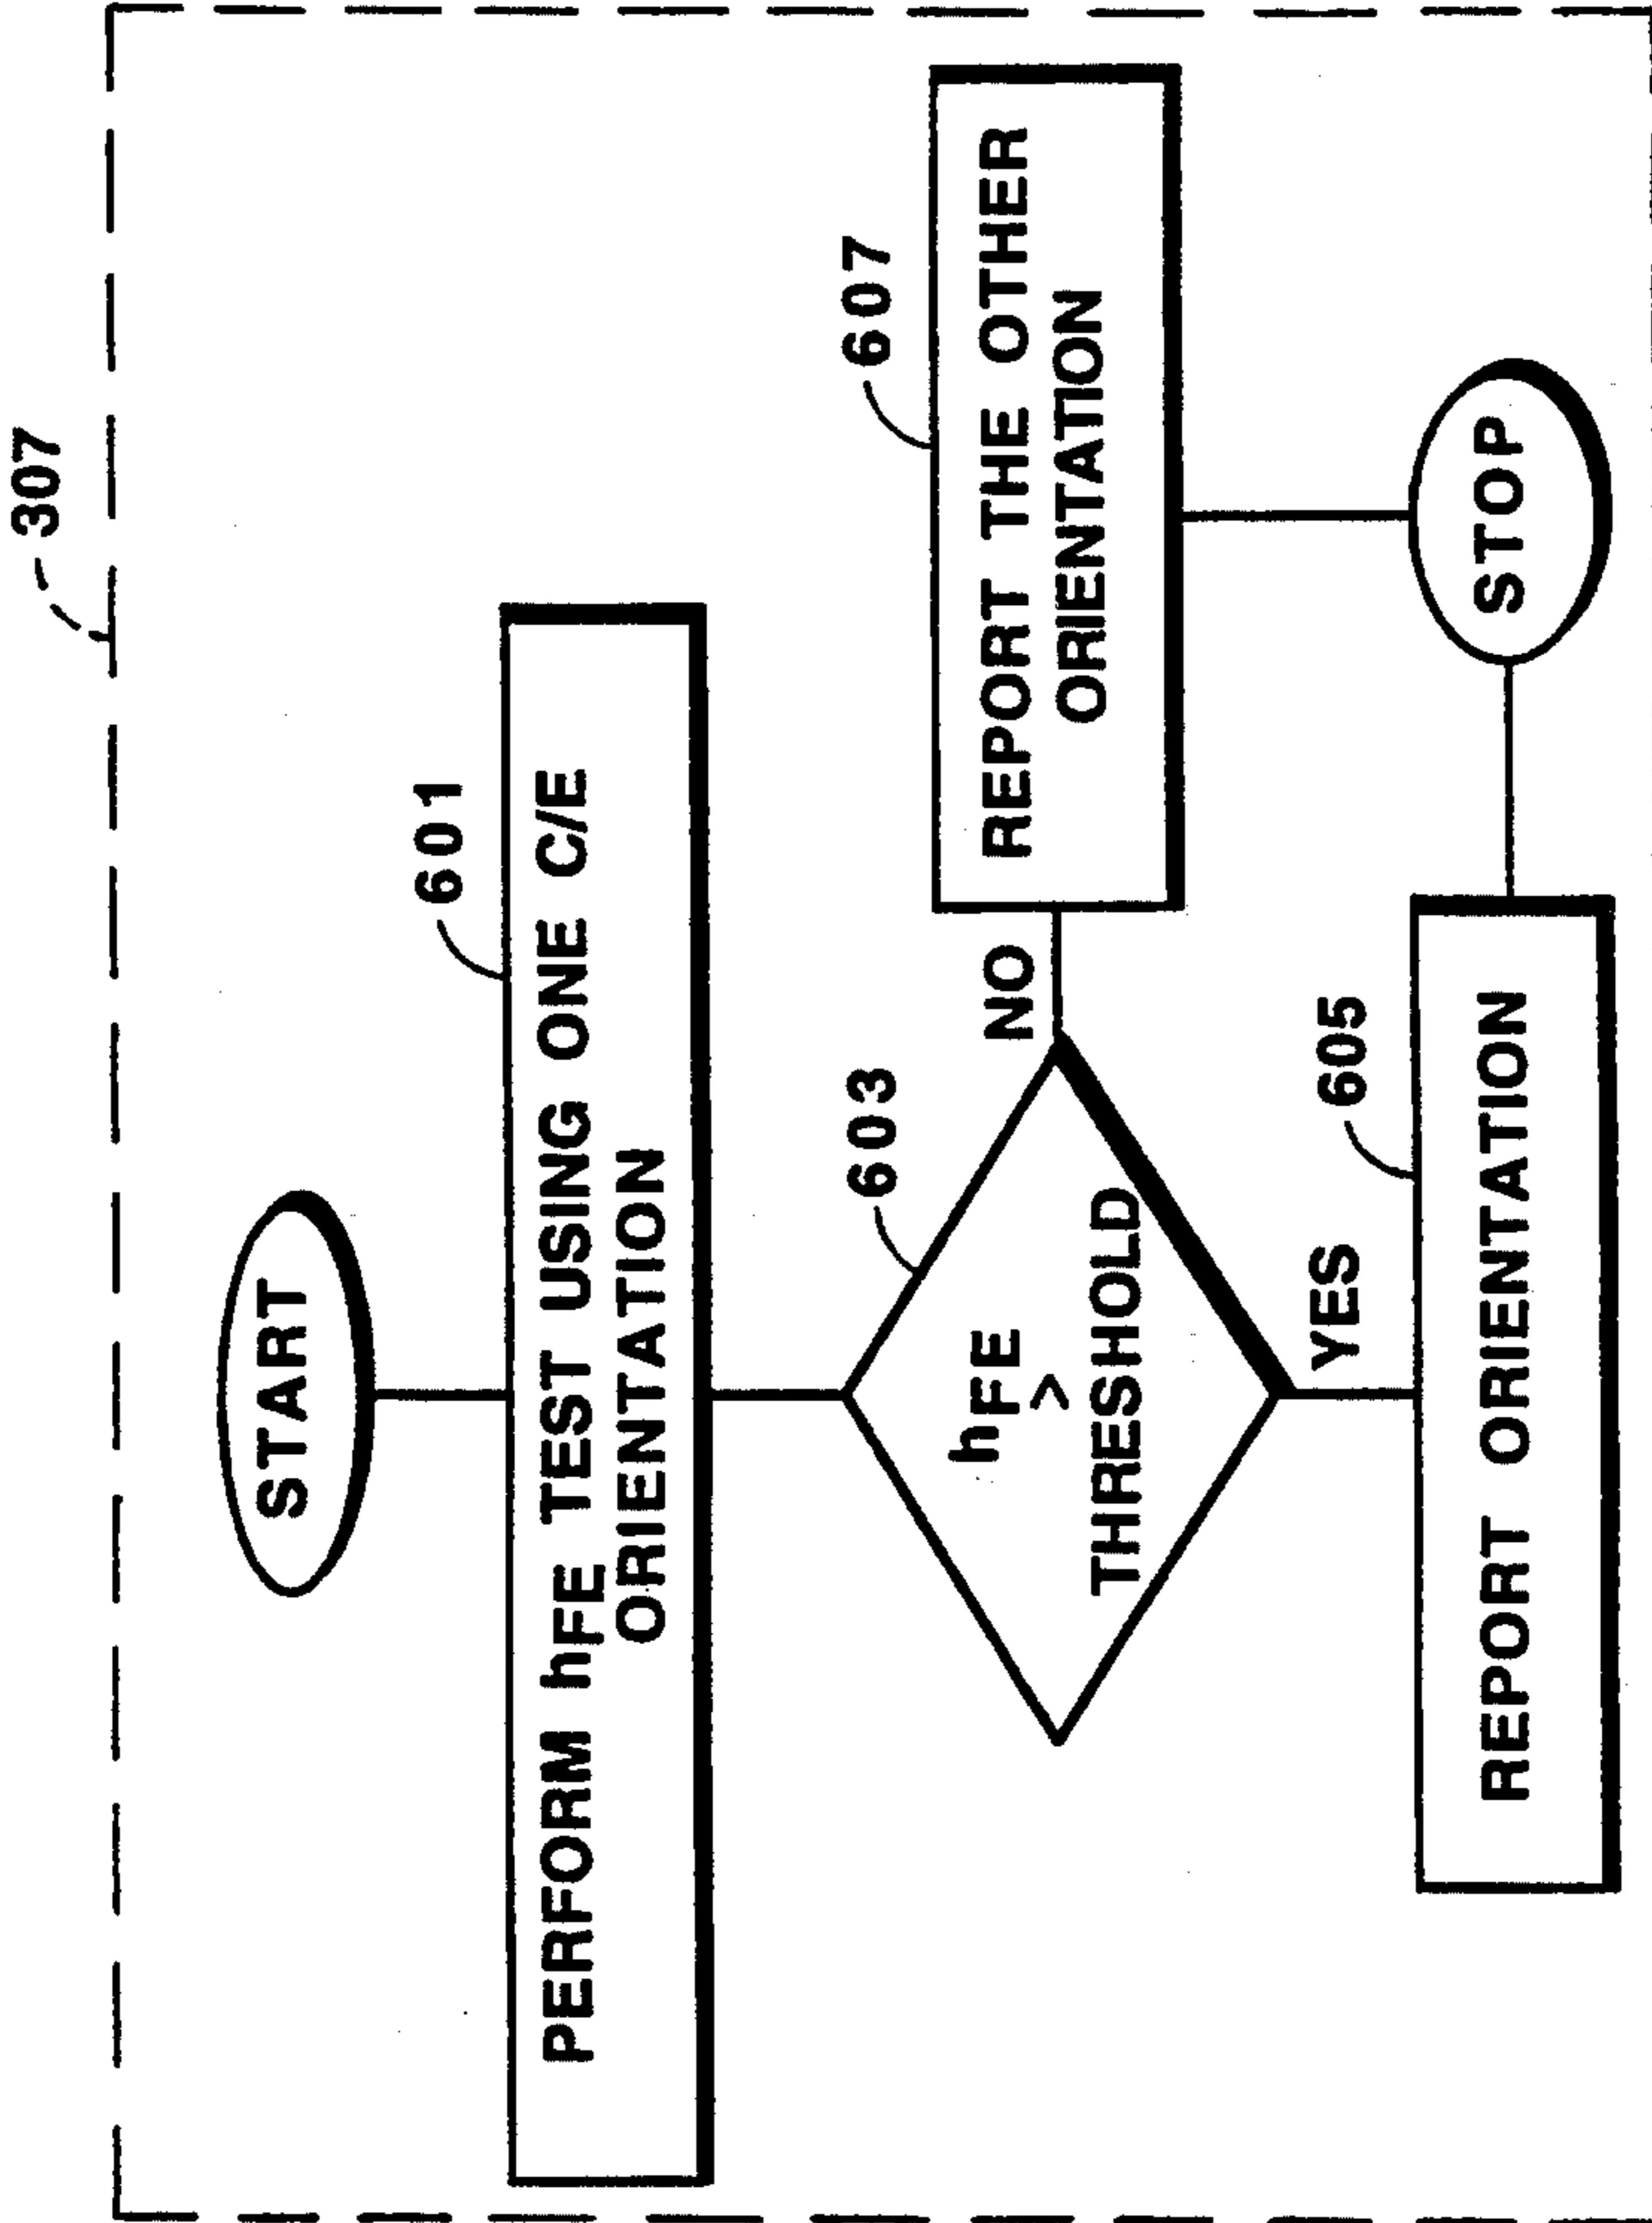 307
START
601
PERFORM hFE TEST USING ONE C/E
ORIENTATION
603
hFE
>
THRESHOLD
NO
607
REPORT THE OTHER
ORIENTATION
YES
605
REPORT ORIENTATION
STOP